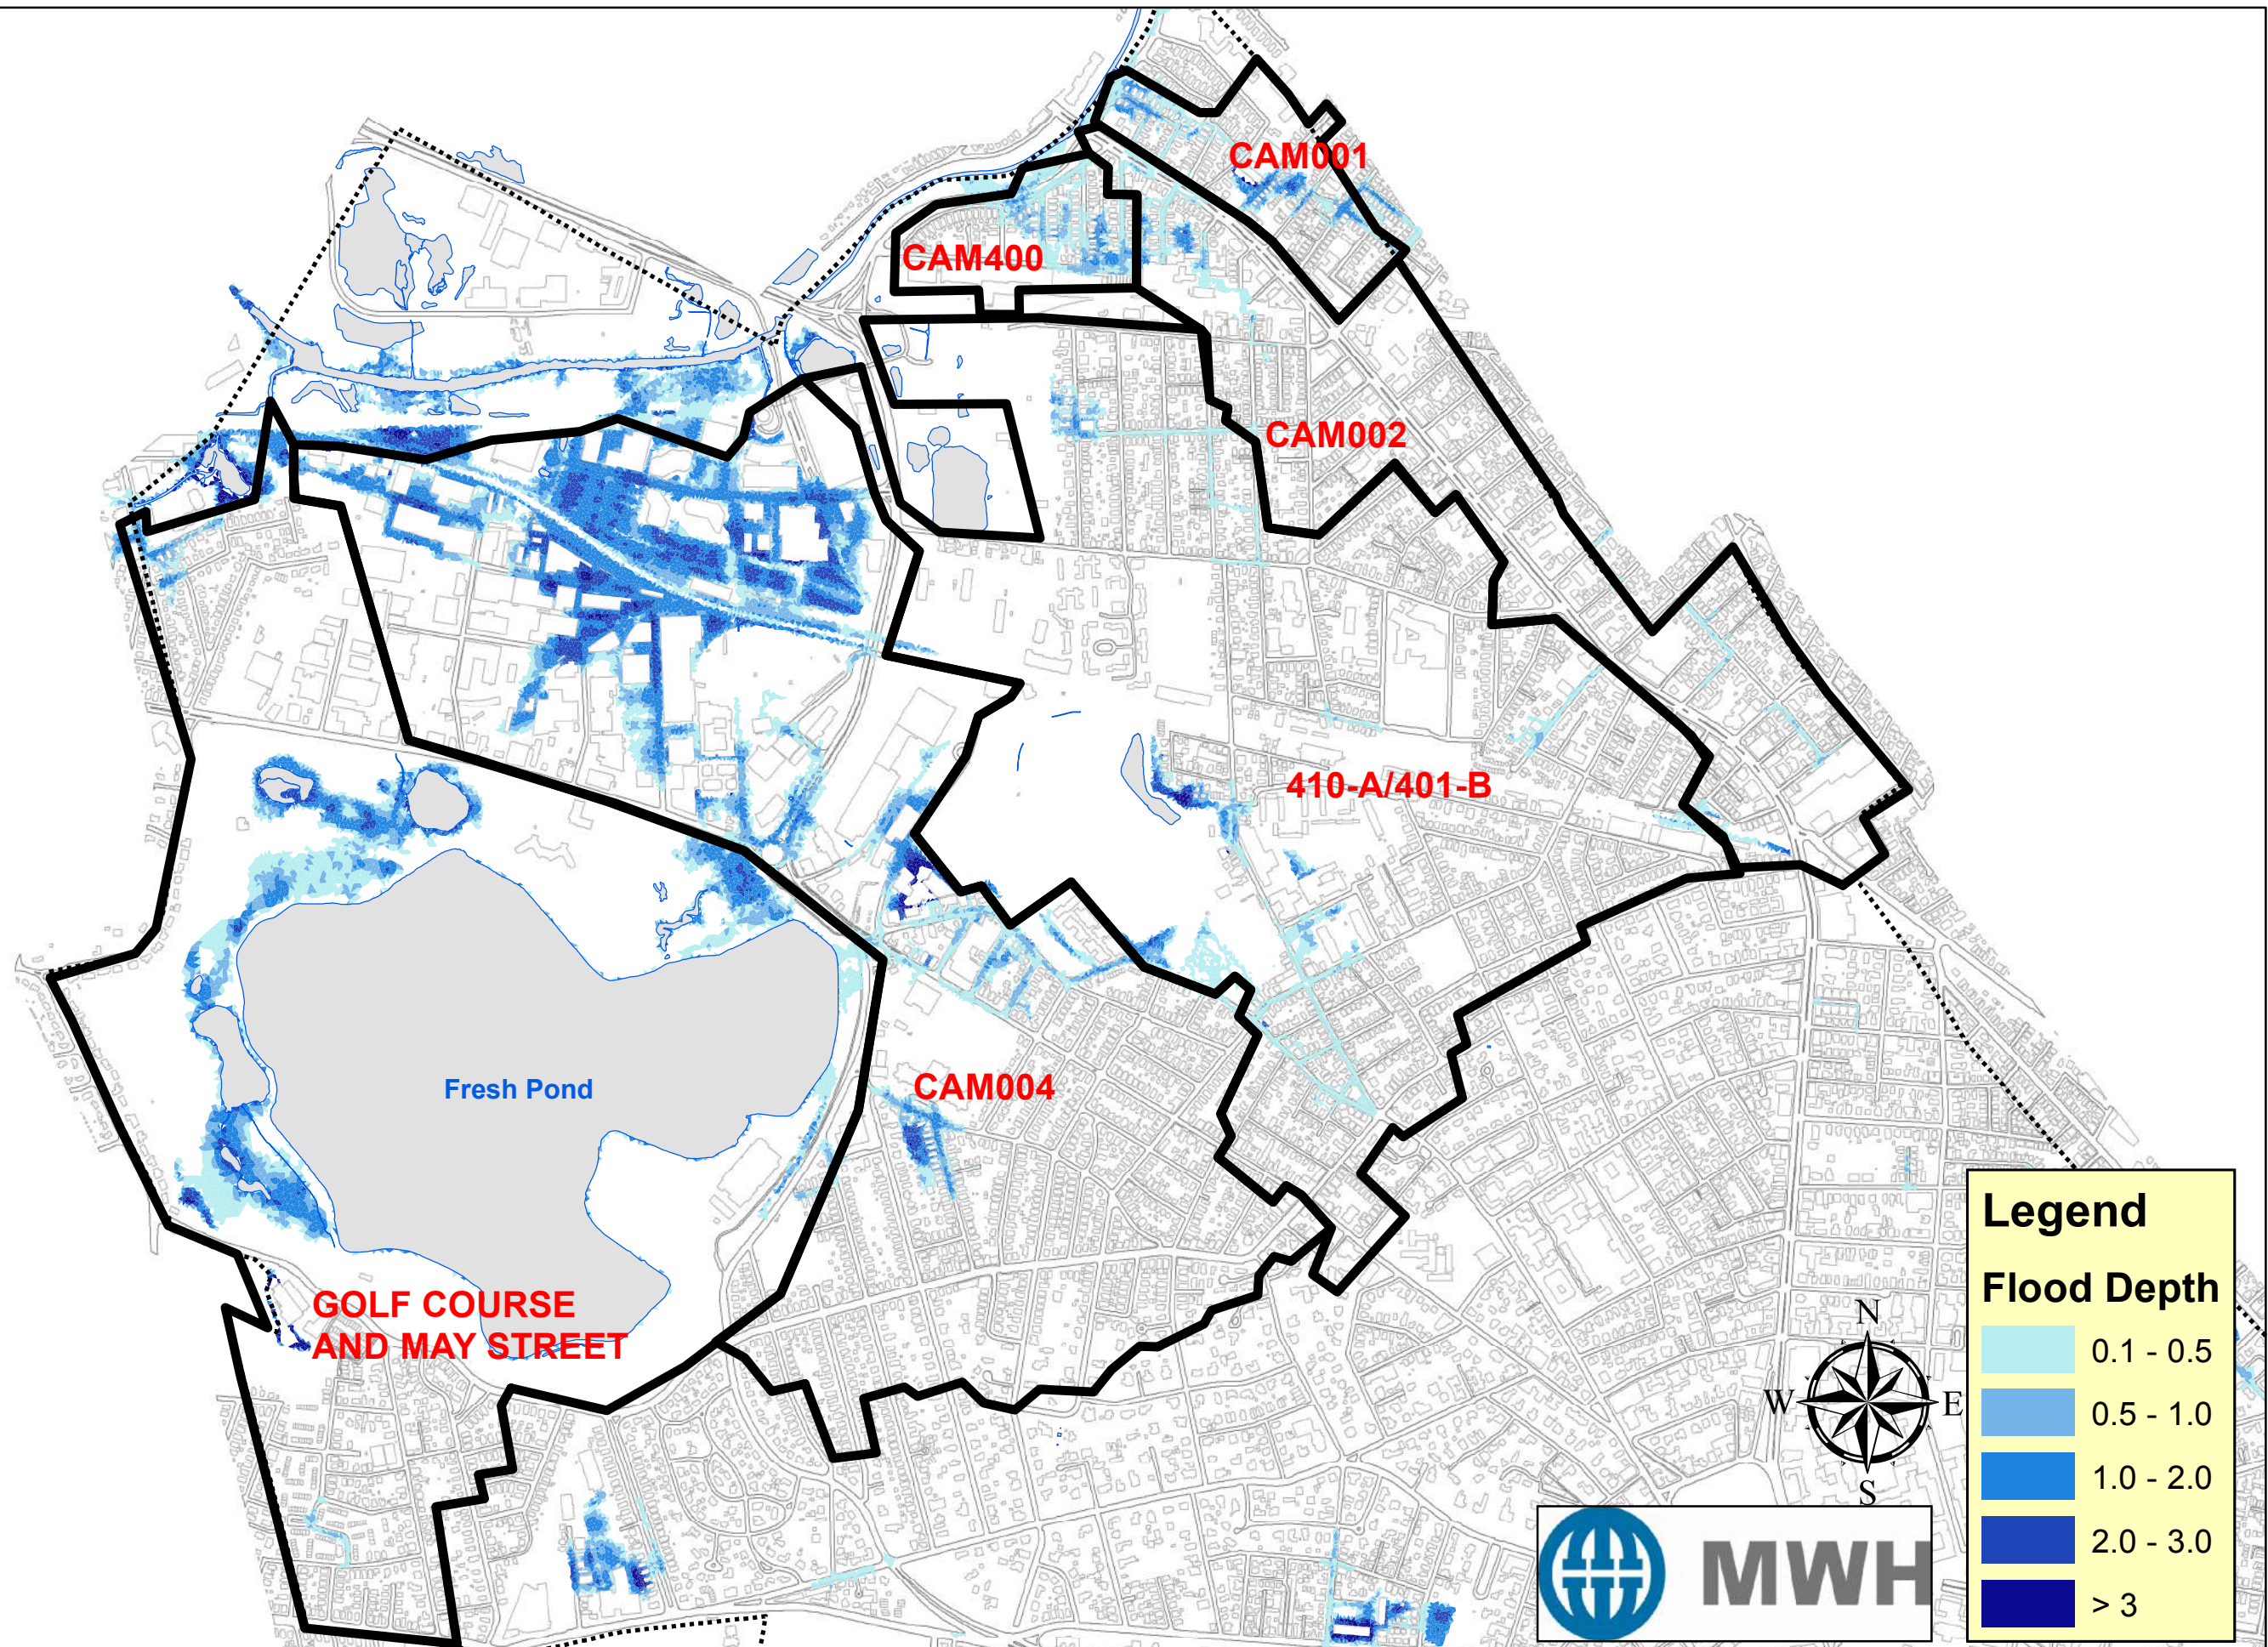 CAM001
CAM400
CAM002
410-A/401-B
Fresh Pond
CAM004
GOLF COURSE
AND MAY STREET
Legend
Flood Depth
0.1 - 0.5
0.5 - 1.0
1.0 - 2.0
2.0 - 3.0
> 3
N
W
E
S
MWH